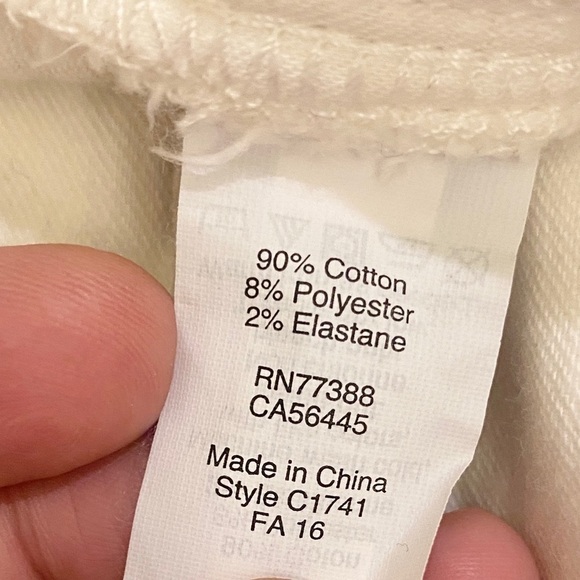 90% Cotton
8% Polyester
2% Elastane
RN77388
CA56445
Made in China
Style C1741
FA 16